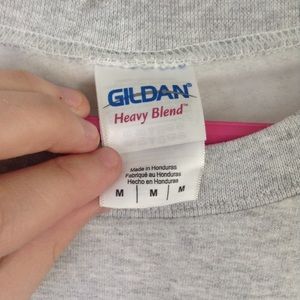 GILDAN®
Heavy Blend™
Made in Honduras
Fabriqué au Honduras
Hecho en Honduras
M | M | M